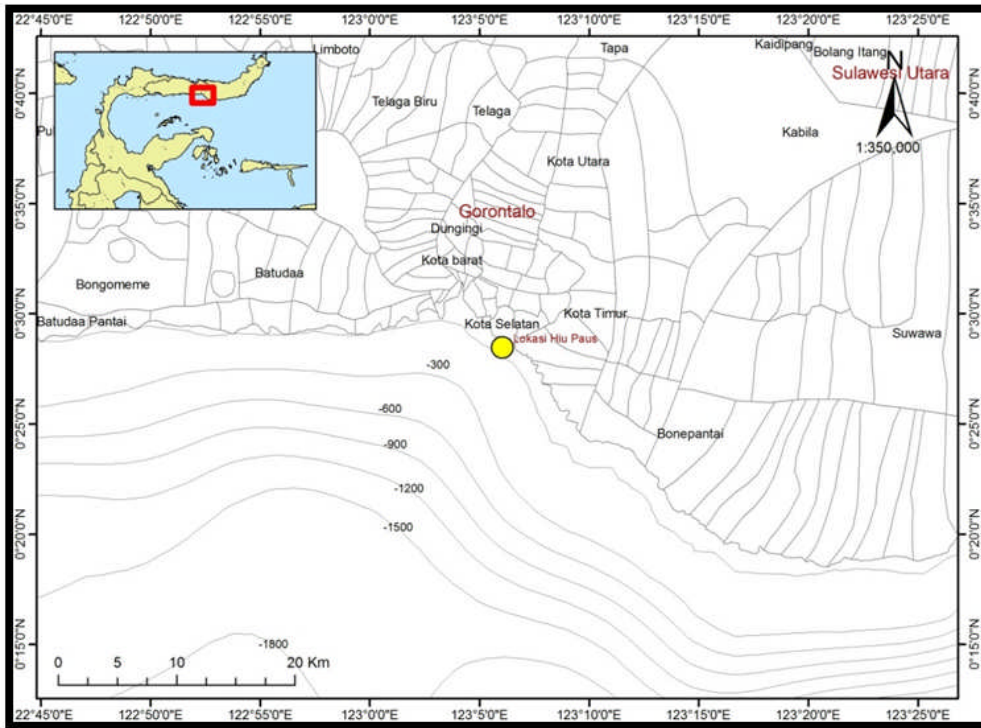 122°45'0"E 122°50'0"E 122°55'0"E 123°0'0"E 123°5'0"E 123°10'0"E 123°15'0"E 123°20'0"E 123°25'0"E
Limboto
Tapa
Kaidipang
Bolang Itang
N
Sulawesi Utara
0°40'0"N
0°40'0"N
Telaga Biru
Telaga
Pu
Kabila
1:350,000
Kota Utara
0°35'0"N
0°35'0"N
Gorontalo
Dungingi
Kota barat
Batudaa
Bongomeme
0°30'0"N
0°30'0"N
Batudaa Pantai
Kota Selatan
Kota Timur
Lokasi Hiu Paus
Suwawa
-300
-600
0°25'0"N
0°25'0"N
Bonepantai
-900
-1200
-1500
0°20'0"N
0°20'0"N
-1800
0°15'0"N
0°15'0"N
0 5 10 20 Km
122°45'0"E 122°50'0"E 122°55'0"E 123°0'0"E 123°5'0"E 123°10'0"E 123°15'0"E 123°20'0"E 123°25'0"E